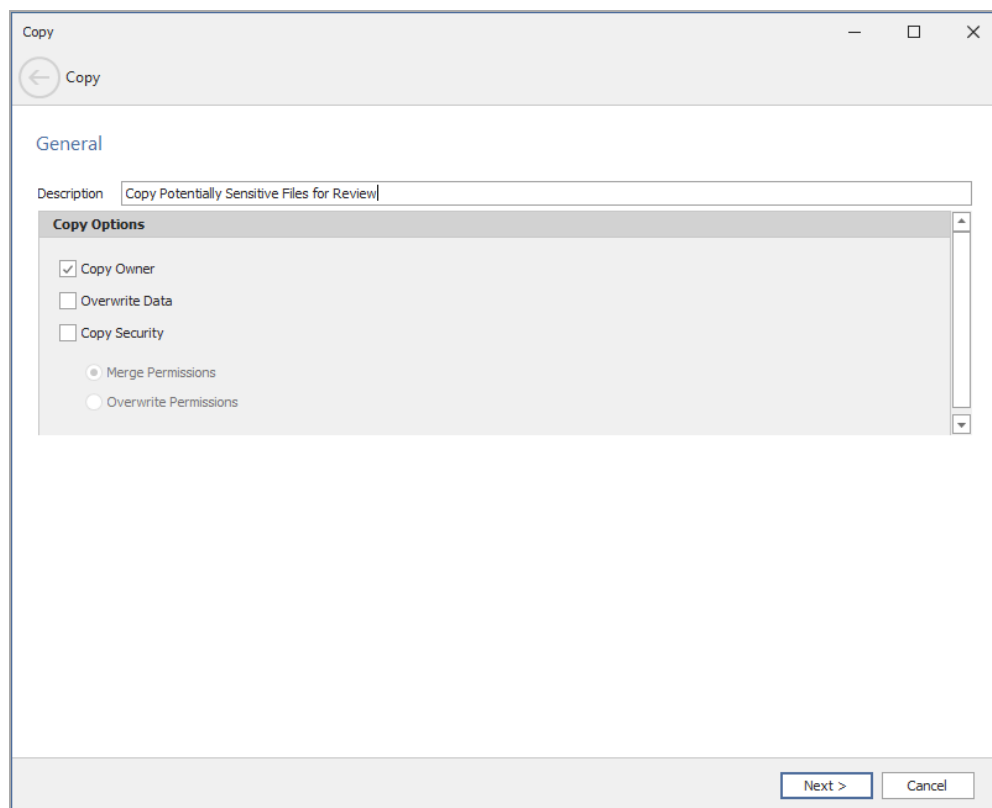 Copy
Copy
General
Description Copy Potentially Sensitive Files for Review
Copy Options
Copy Owner
Overwrite Data
Copy Security
Merge Permissions
Overwrite Permissions
Next > Cancel